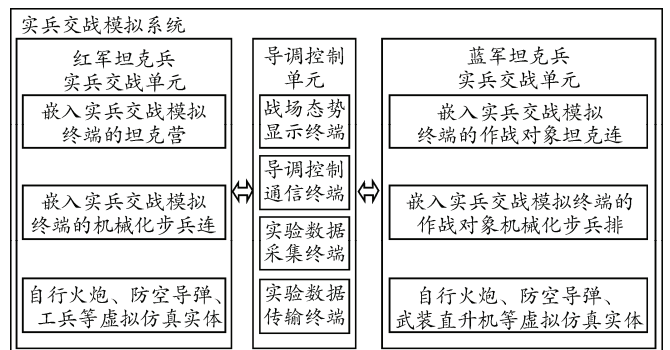 实兵交战模拟系统
红军坦克兵
实兵交战单元
嵌入实兵交战模拟
终端的坦克营
嵌入实兵交战模拟
终端的机械化步兵连
自行火炮、防空导弹、
工兵等虚拟仿真实体
导调控制
单元
战场态势
显示终端
导调控制
通信终端
实验数据
采集终端
实验数据
传输终端
蓝军坦克兵
实兵交战单元
嵌入实兵交战模拟
终端的作战对象坦克连
嵌入实兵交战模拟终端的
作战对象机械化步兵排
自行火炮、防空导弹、
武装直升机等虚拟仿真实体